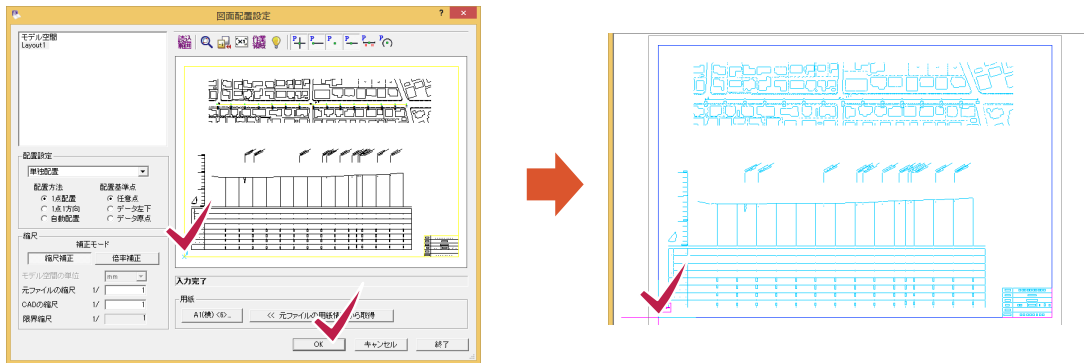 図面配置設定
?
×
モデル空間
Layout1
配置設定
単独配置
配置方法
配置基準点
1点配置
任意点
1点1方向
データ左下
自動配置
データ原点
縮尺
補正モード
縮尺補正
倍率補正
モデル空間の単位
mm
元ファイルの縮尺 1/ 1
CADの縮尺 1/ 1
限界縮尺 1/ 1
入力完了
用紙
A1(横)<6>...
<< 元ファイルの用紙情
から取得
OK
キャンセル
終了